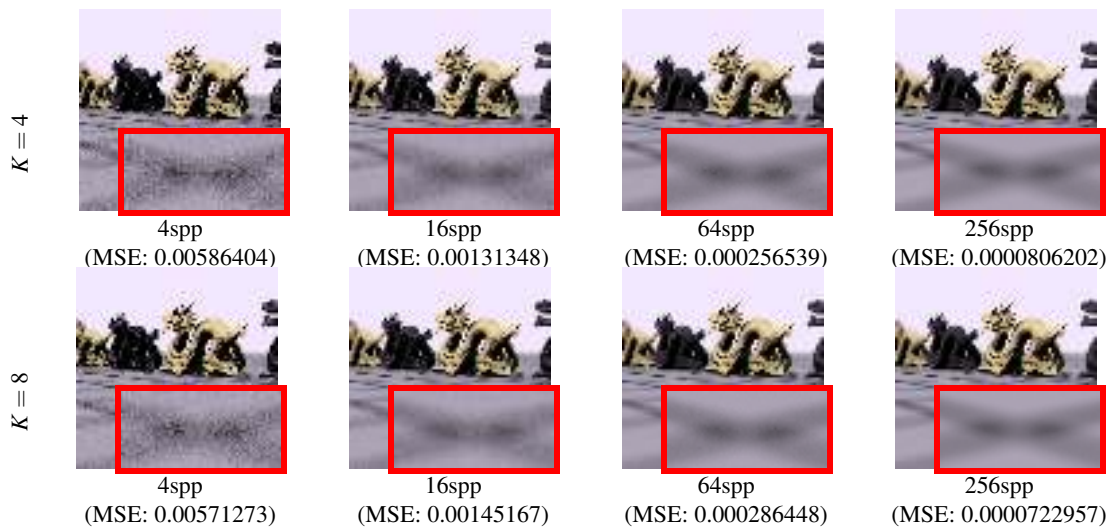 K = 4
4spp 16spp 64spp 256spp
(MSE: 0.00586404) (MSE: 0.00131348) (MSE: 0.000256539) (MSE: 0.0000806202)
K = 8
4spp 16spp 64spp 256spp
(MSE: 0.00571273) (MSE: 0.00145167) (MSE: 0.000286448) (MSE: 0.0000722957)